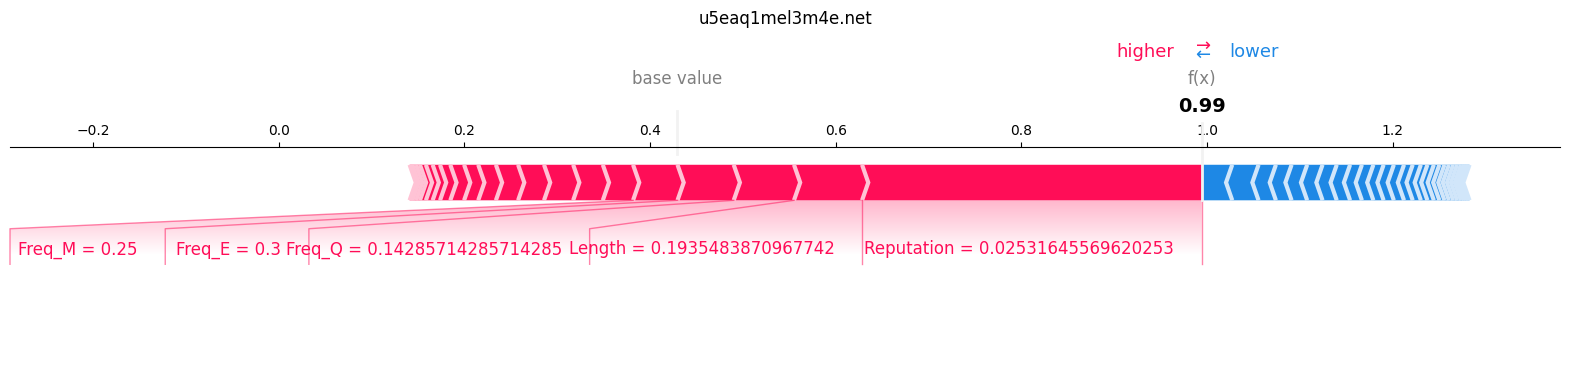 u5eaq1mel3m4e.net
higher ⇄ lower
base value f(x)
0.99
−0.2 0.0 0.2 0.4 0.6 0.8 1.0 1.2
Freq_M = 0.25 Freq_E = 0.3 Freq_Q = 0.14285714285714285 Length = 0.1935483870967742 Reputation = 0.02531645569620253